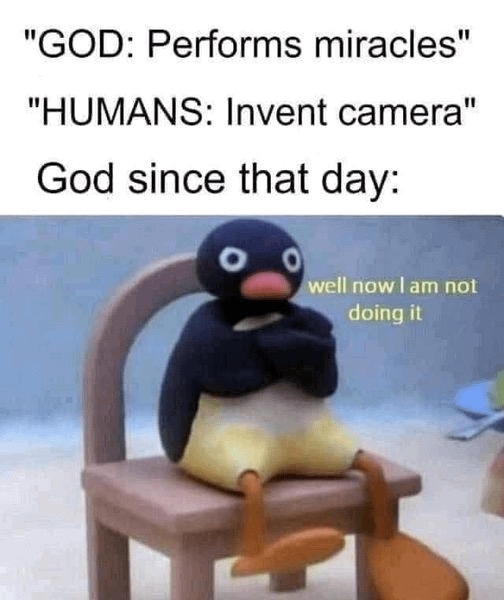 "GOD: Performs miracles"
"HUMANS: Invent camera"
God since that day:
well now I am not
doing it